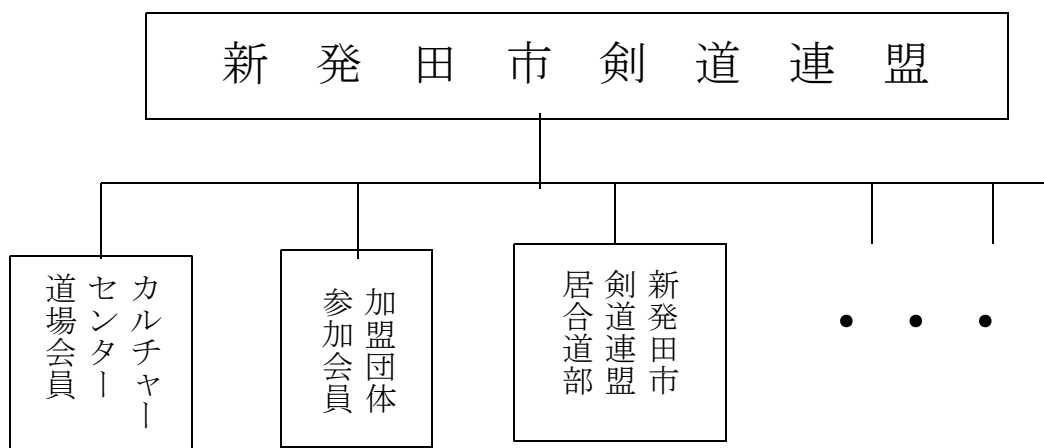 新発田市剣道連盟
カルチャー
センター
道場会員
加盟団体
参加会員
新発田市
剣道連盟
居合道部
・・・